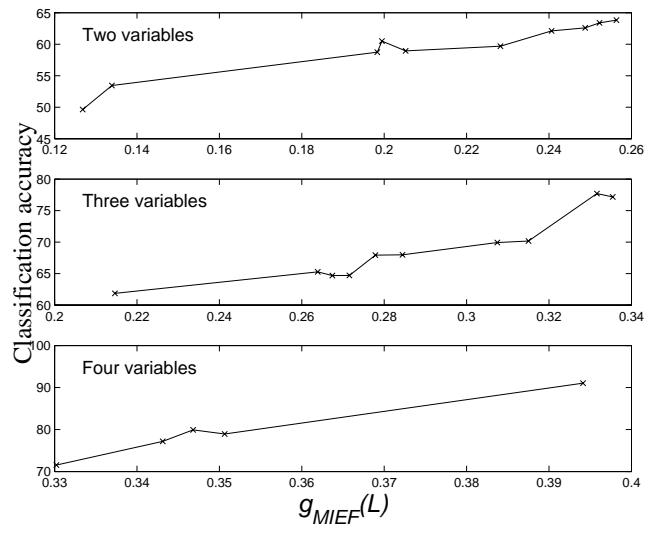 Classification accuracy
65
60
55
50
45
Two variables
0.12 0.14 0.16 0.18 0.2 0.22 0.24 0.26
80
75
70
65
60
Three variables
0.2 0.22 0.24 0.26 0.28 0.3 0.32 0.34
100
90
80
70
Four variables
0.33 0.34 0.35 0.36 0.37 0.38 0.39 0.4
g_MIEF(L)